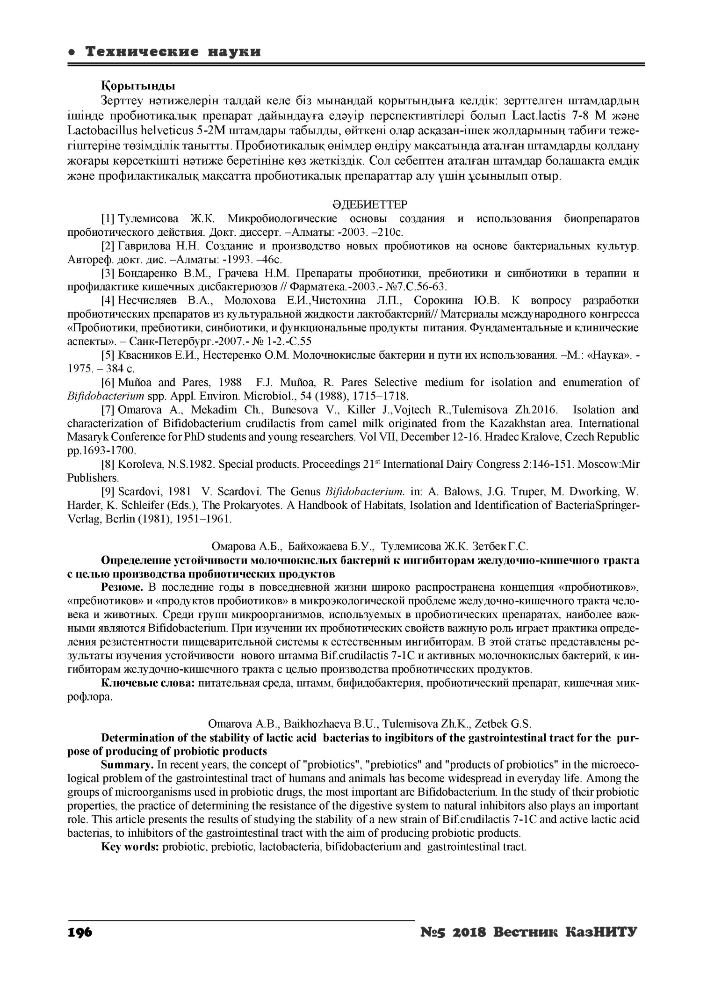 • Технические науки
Қорытынды
Зерттеу нәтижелерін талдай келе біз мынандай қорытындыға келдік: зерттелген штамдардың
ішінде пробиотикалық препарат дайындауға едәуір перспективтілері болып Lact.lactis 7-8 М және
Lactobacillus helveticus 5-2М штамдары табылды, өйткені олар асқазан-ішек жолдарының табиғи теже-
гіштеріне төзімділік танытты. Пробиотикалық өнімдер өндіру мақсатында аталған штамдарды қолдану
жоғары көрсеткішті нәтиже беретініне көз жеткіздік. Сол себептен аталған штамдар болашақта емдік
және профилактикалық мақсатта пробиотикалық препараттар алу үшін ұсынылып отыр.
ӘДЕБИЕТТЕР
[1] Тулемисова Ж.К. Микробиологические основы создания и использования биопрепаратов
пробиотического действия. Докт. диссерт. –Алматы: -2003. –210с.
[2] Гаврилова Н.Н. Создание и производство новых пробиотиков на основе бактериальных культур.
Автореф. докт. дис. –Алматы: -1993. –46с.
[3] Бондаренко В.М., Грачева Н.М. Препараты пробиотики, пребиотики и синбиотики в терапии и
профилактике кишечных дисбактериозов // Фарматека.-2003.- №7.С.56-63.
[4] Несчисляев В.А., Молохова Е.И.,Чистохина Л.П., Сорокина Ю.В. К вопросу разработки
пробиотических препаратов из культуральной жидкости лактобактерий// Материалы международного конгресса
«Пробиотики, пребиотики, синбиотики, и функциональные продукты питания. Фундаментальные и клинические
аспекты». – Санк-Петербург.-2007.- № 1-2.-С.55
[5] Квасников Е.И., Нестеренко О.М. Молочнокислые бактерии и пути их использования. –М.: «Наука». -
1975. – 384 с.
[6] Muñoa and Pares, 1988 F.J. Muñoa, R. Pares Selective medium for isolation and enumeration of
Bifidobacterium spp. Appl. Environ. Microbiol., 54 (1988), 1715–1718.
[7] Omarova A., Mekadim Ch., Bunesova V., Killer J.,Vojtech R.,Tulemisova Zh.2016. Isolation and
characterization of Bifidobacterium crudilactis from camel milk originated from the Kazakhstan area. International
Masaryk Conference for PhD students and young researchers. Vol VII, December 12-16. Hradec Kralove, Czech Republic
pp.1693-1700.
[8] Koroleva, N.S.1982. Special products. Proceedings 21st International Dairy Congress 2:146-151. Moscow:Mir
Publishers.
[9] Scardovi, 1981 V. Scardovi. The Genus Bifidobacterium. in: A. Balows, J.G. Truper, M. Dworking, W.
Harder, K. Schleifer (Eds.), The Prokaryotes. A Handbook of Habitats, Isolation and Identification of BacteriaSpringer-
Verlag, Berlin (1981), 1951–1961.
Омарова А.Б., Байхожаева Б.У., Тулемисова Ж.К. Зетбек Г.С.
Определение устойчивости молочнокислых бактерий к ингибиторам желудочно-кишечного тракта
с целью производства пробиотических продуктов
Резюме. В последние годы в повседневной жизни широко распространена концепция «пробиотиков»,
«пребиотиков» и «продуктов пробиотиков» в микроэкологической проблеме желудочно-кишечного тракта чело-
века и животных. Среди групп микроорганизмов, используемых в пробиотических препаратах, наиболее важ-
ными являются Bifidobacterium. При изучении их пробиотических свойств важную роль играет практика опреде-
ления резистентности пищеварительной системы к естественным ингибиторам. В этой статье представлены ре-
зультаты изучения устойчивости нового штамма Bif.crudilactis 7-1С и активных молочнокислых бактерий, к ин-
гибиторам желудочно-кишечного тракта с целью производства пробиотических продуктов.
Ключевые слова: питательная среда, штамм, бифидобактерия, пробиотический препарат, кишечная мик-
рофлора.
Omarova A.B., Baikhozhaeva B.U., Tulemisova Zh.K., Zetbek G.S.
Determination of the stability of lactic acid bacterias to ingibitors of the gastrointestinal tract for the pur-
pose of producing of probiotic products
Summary. In recent years, the concept of "probiotics", "prebiotics" and "products of probiotics" in the microeco-
logical problem of the gastrointestinal tract of humans and animals has become widespread in everyday life. Among the
groups of microorganisms used in probiotic drugs, the most important are Bifidobacterium. In the study of their probiotic
properties, the practice of determining the resistance of the digestive system to natural inhibitors also plays an important
role. This article presents the results of studying the stability of a new strain of Bif.crudilactis 7-1C and active lactic acid
bacterias, to inhibitors of the gastrointestinal tract with the aim of producing probiotic products.
Key words: probiotic, prebiotic, lactobacteria, bifidobacterium and gastrointestinal tract.
196
№5 2018 Вестник КазНИТУ